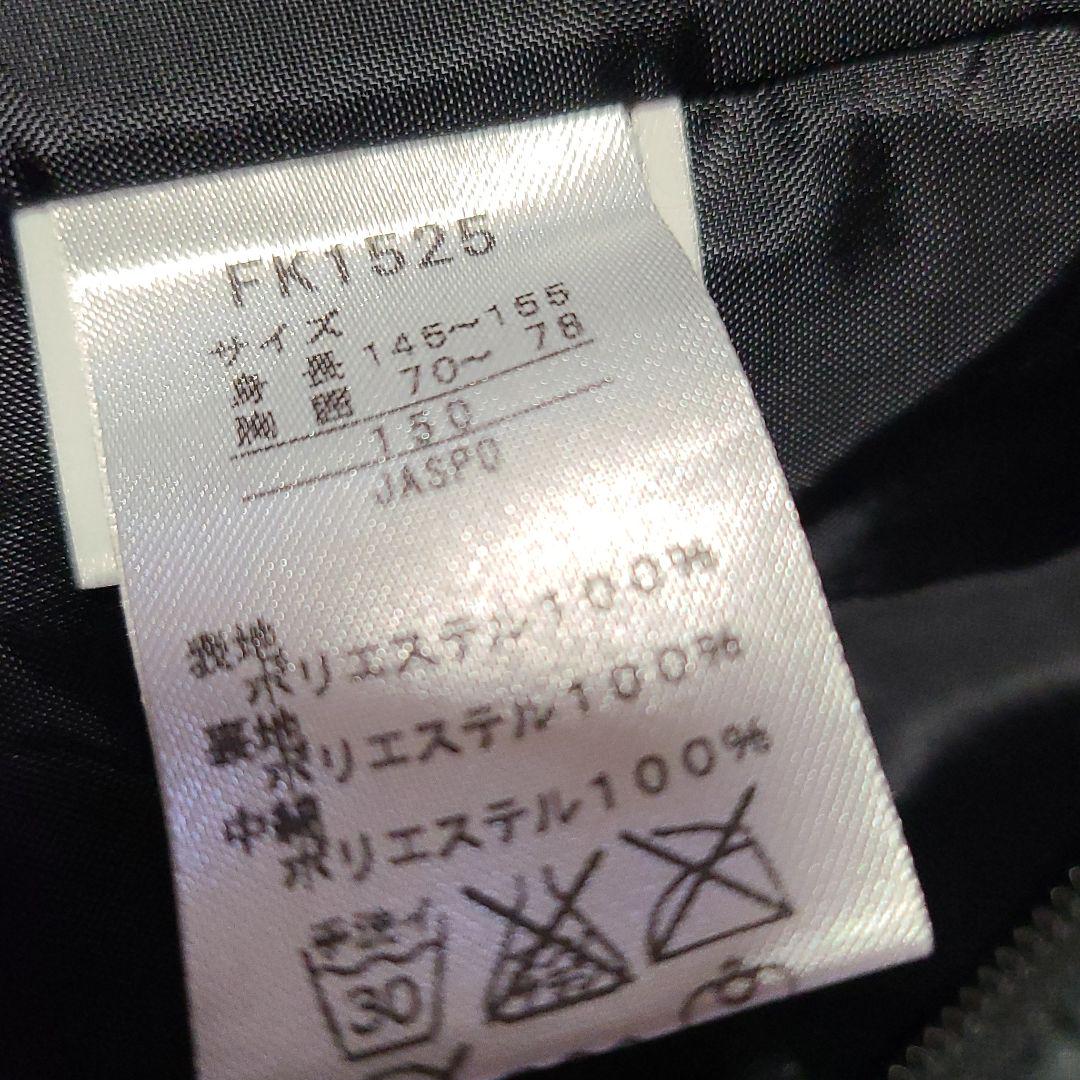 FK1525
サイズ
身 長 145～155
胸 囲 70～ 78
150
JASPO
表地
ポリエステル100%
裏地
ポリエステル100%
中綿
ポリエステル100%
手洗イ
30